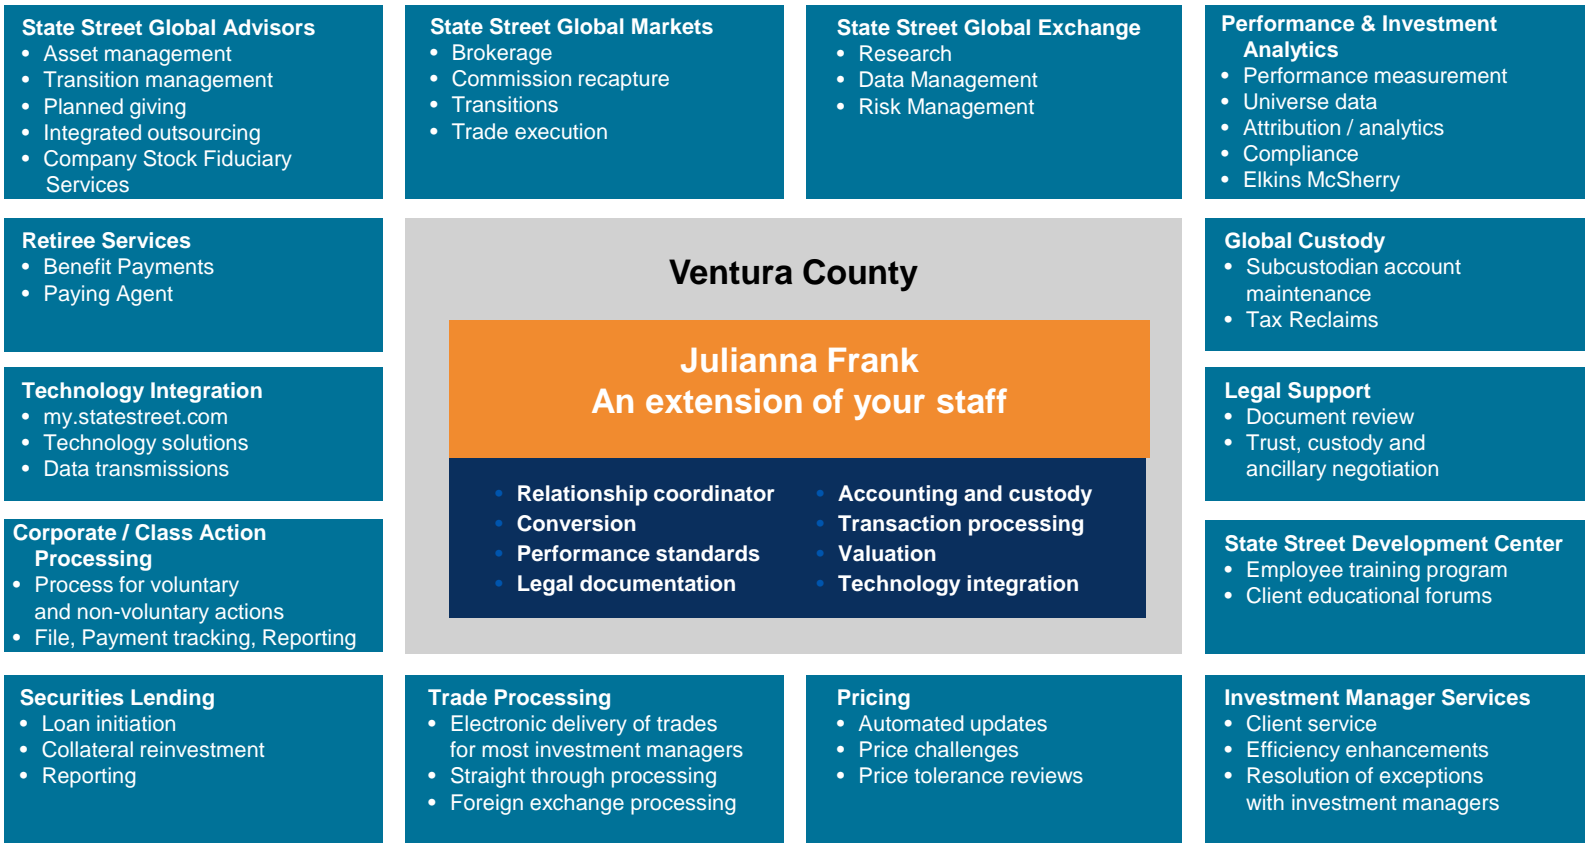 State Street Global Advisors
• Asset management
• Transition management
• Planned giving
• Integrated outsourcing
• Company Stock Fiduciary
Services
State Street Global Markets
• Brokerage
• Commission recapture
• Transitions
• Trade execution
State Street Global Exchange
• Research
• Data Management
• Risk Management
Performance & Investment
Analytics
• Performance measurement
• Universe data
• Attribution / analytics
• Compliance
• Elkins McSherry
Retiree Services
• Benefit Payments
• Paying Agent
Ventura County
Julianna Frank
An extension of your staff
• Relationship coordinator
• Conversion
• Performance standards
• Legal documentation
• Accounting and custody
• Transaction processing
• Valuation
• Technology integration
Global Custody
• Subcustodian account
maintenance
• Tax Reclaims
Technology Integration
• my.statestreet.com
• Technology solutions
• Data transmissions
Legal Support
• Document review
• Trust, custody and
ancillary negotiation
Corporate / Class Action
Processing
• Process for voluntary
and non-voluntary actions
• File, Payment tracking, Reporting
State Street Development Center
• Employee training program
• Client educational forums
Securities Lending
• Loan initiation
• Collateral reinvestment
• Reporting
Trade Processing
• Electronic delivery of trades
for most investment managers
• Straight through processing
• Foreign exchange processing
Pricing
• Automated updates
• Price challenges
• Price tolerance reviews
Investment Manager Services
• Client service
• Efficiency enhancements
• Resolution of exceptions
with investment managers